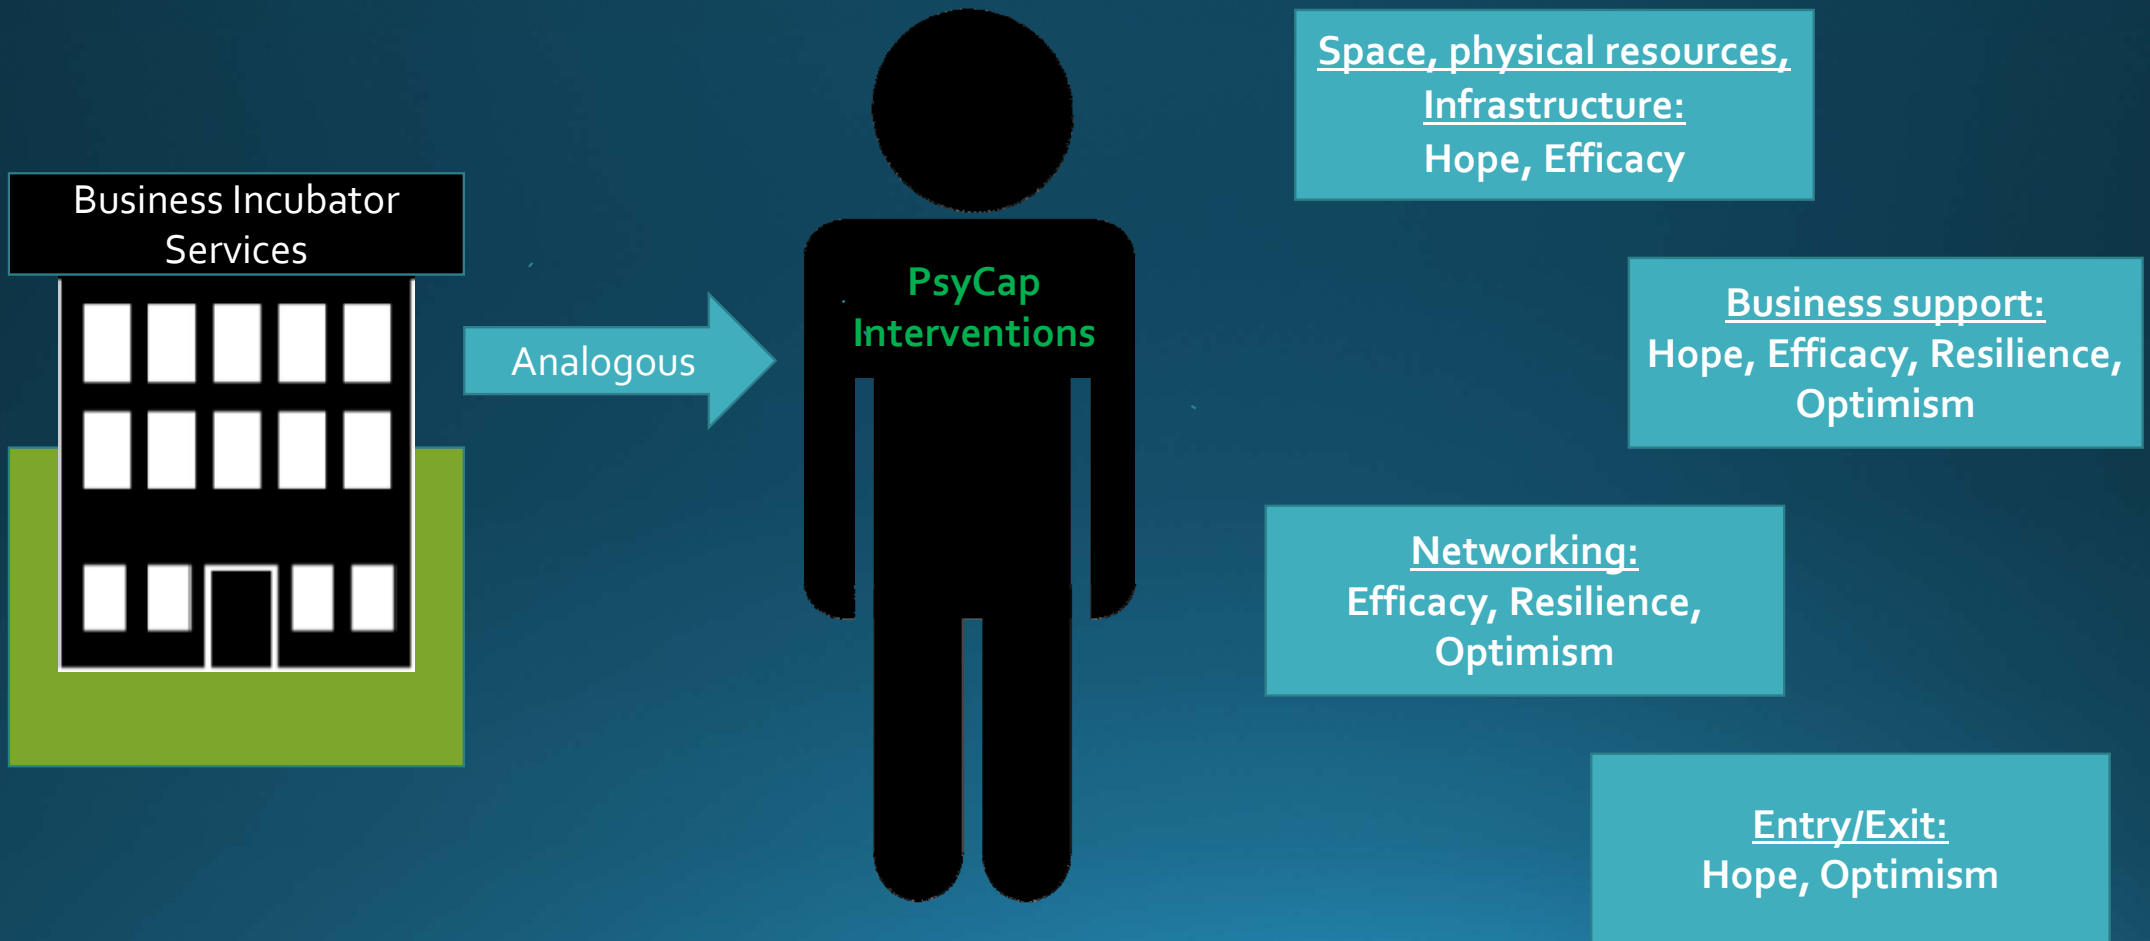 Business Incubator
Services
Analogous
PsyCap
Interventions
Space, physical resources,
Infrastructure:
Hope, Efficacy
Business support:
Hope, Efficacy, Resilience,
Optimism
Networking:
Efficacy, Resilience,
Optimism
Entry/Exit:
Hope, Optimism